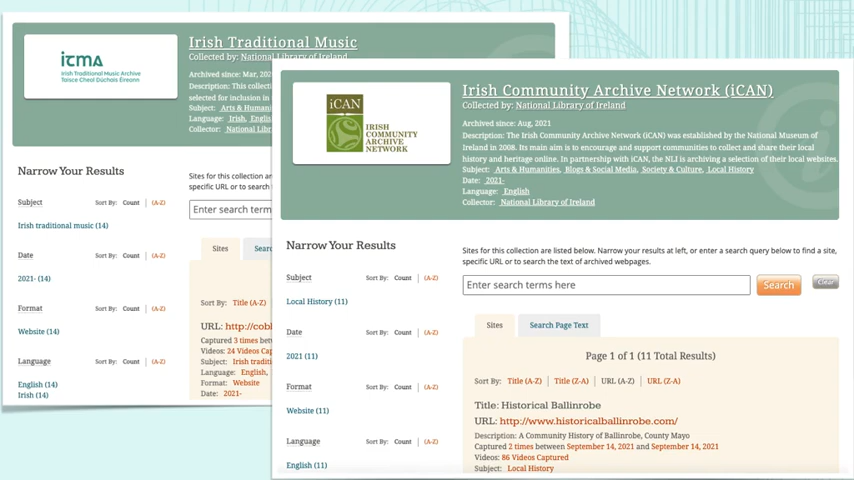 itma
Irish Traditional Music Archive
Taisce Cheol Dúchais Éireann
Irish Traditional Music
Collected by: National Library of Ireland
Archived since: Mar, 202
Description: This collecti
selected for inclusion in
Subject: Arts & Humani
Language: Irish, Englis
Collector: National Libr
Narrow Your Results
Subject Sort By: Count (A-Z)
Irish traditional music (14)
Date Sort By: Count (A-Z)
2021- (14)
Format Sort By: Count (A-Z)
Website (14)
Language Sort By: Count (A-Z)
English (14)
Irish (14)
Sites for this collection are
specific URL or to search
Enter search term
Sites
Searc
Sort By: Title (A-Z)
URL: http://cobl
Captured 3 times betw
Videos: 24 Videos Cap
Subject: Irish traditi
Language: English,
Format: Website
Date: 2021-
iCAN
IRISH
COMMUNITY
ARCHIVE
NETWORK
Irish Community Archive Network (iCAN)
Collected by: National Library of Ireland
Archived since: Aug, 2021
Description: The Irish Community Archive Network (iCAN) was established by the National Museum of
Ireland in 2008. Its main aim is to encourage and support communities to collect and share their local
history and heritage online. In partnership with iCAN, the NLI is archiving a selection of their local websites.
Subject: Arts & Humanities, Blogs & Social Media, Society & Culture, Local History
Date: 2021-
Language: English
Collector: National Library of Ireland
Narrow Your Results
Subject Sort By: Count (A-Z)
Local History (11)
Date Sort By: Count (A-Z)
2021 (11)
Format Sort By: Count (A-Z)
Website (11)
Language Sort By: Count (A-Z)
English (11)
Sites for this collection are listed below. Narrow your results at left, or enter a search query below to find a site,
specific URL or to search the text of archived webpages.
Enter search terms here
Search
Clear
Sites
Search Page Text
Page 1 of 1 (11 Total Results)
Sort By: Title (A-Z) | Title (Z-A) | URL (A-Z) | URL (Z-A)
Title: Historical Ballinrobe
URL: http://www.historicalballinrobe.com/
Description: A Community History of Ballinrobe, County Mayo
Captured 2 times between September 14, 2021 and September 14, 2021
Videos: 86 Videos Captured
Subject: Local History